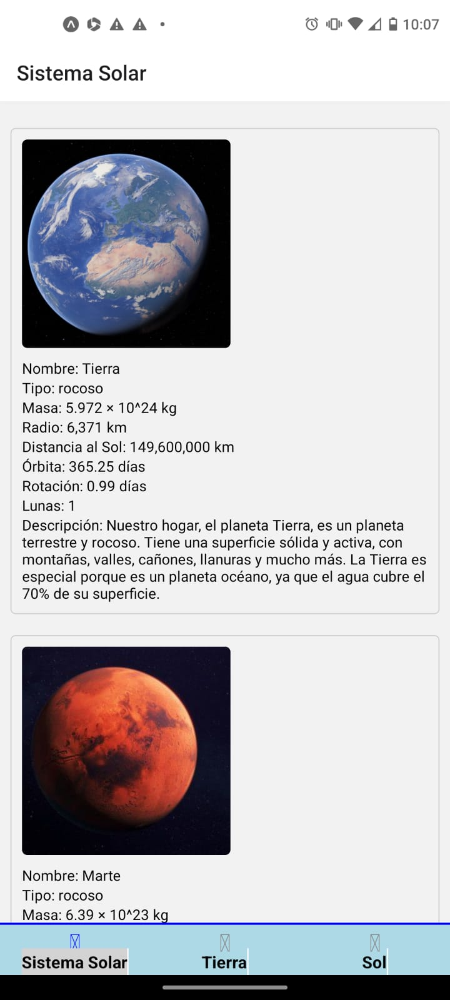 10:07
Sistema Solar
Nombre: Tierra
Tipo: rocoso
Masa: 5.972 × 10^24 kg
Radio: 6,371 km
Distancia al Sol: 149,600,000 km
Órbita: 365.25 días
Rotación: 0.99 días
Lunas: 1
Descripción: Nuestro hogar, el planeta Tierra, es un planeta
terrestre y rocoso. Tiene una superficie sólida y activa, con
montañas, valles, cañones, llanuras y mucho más. La Tierra es
especial porque es un planeta océano, ya que el agua cubre el
70% de su superficie.
Nombre: Marte
Tipo: rocoso
Masa: 6.39 × 10^23 kg
Sistema Solar
Tierra
Sol